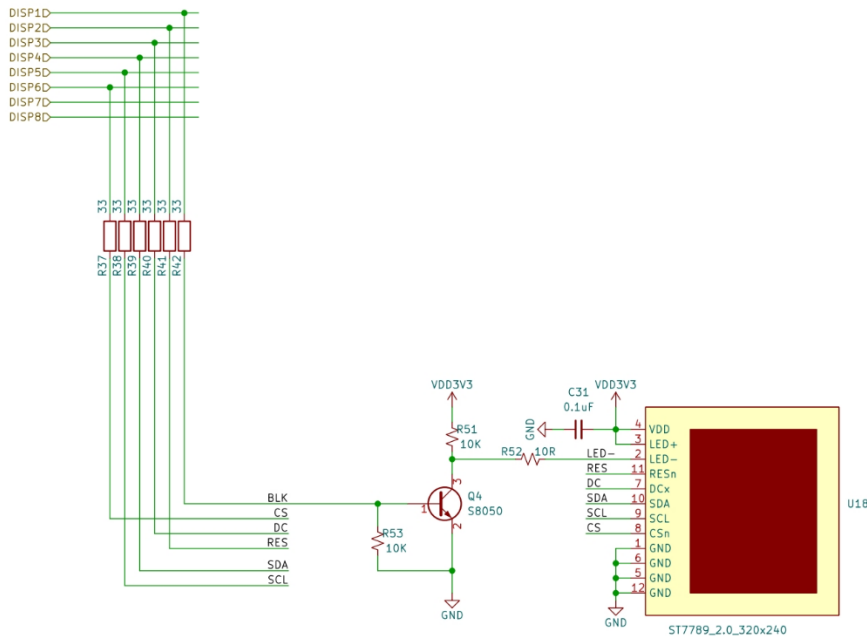 DISP1
DISP2
DISP3
DISP4
DISP5
DISP6
DISP7
DISP8
33 33 33 33 33 33
R37 R38 R39 R40 R41 R42
VDD3V3
R51
10K
C31
0.1uF
GND
VDD3V3
R52 10R
LED-
RES
DC
SDA
SCL
CS
4 VDD
3 LED+
2 LED-
11 RESn
7 DCx
10 SDA
9 SCL
8 CSn
1 GND
6 GND
5 GND
12 GND
U18
GND
ST7789_2.0_320x240
BLK
CS
DC
RES
SDA
SCL
R53
10K
3
1
2
Q4
S8050
GND